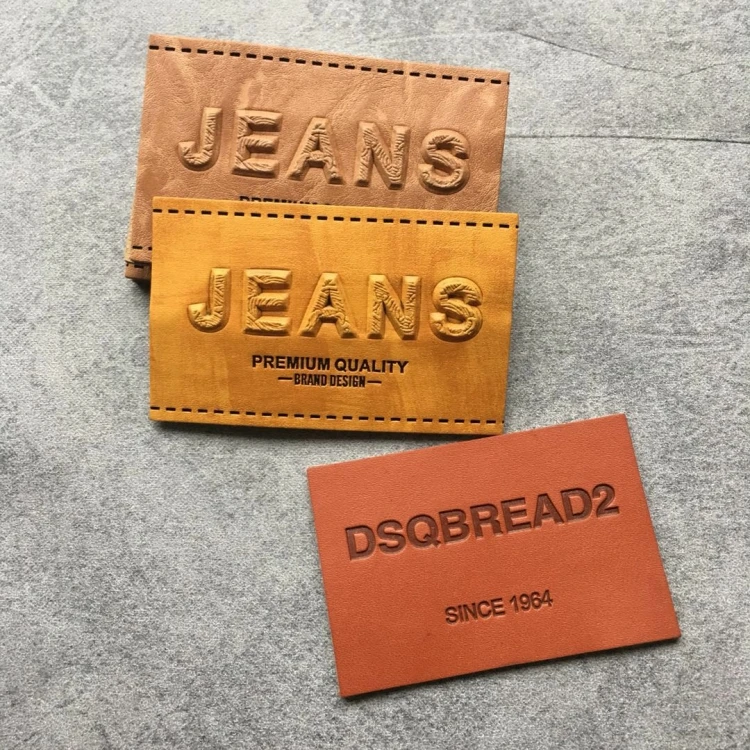 JEANS
JEANS
PREMIUM QUALITY
BRAND DESIGN
DSQBREAD2
SINCE 1964